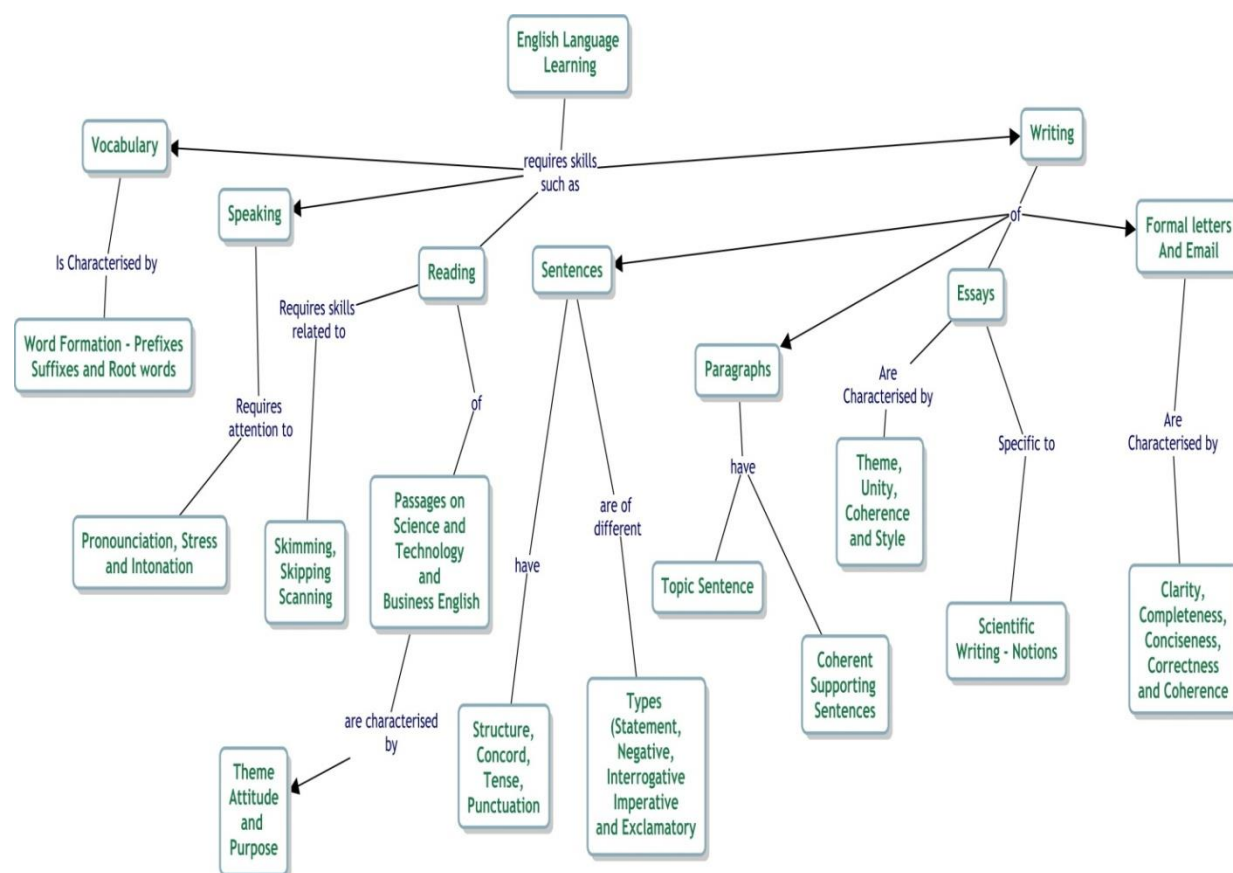 English Language
Learning
Vocabulary
Writing
requires skills
such as
Speaking
of
Formal letters
And Email
Is Characterised by
Reading
Sentences
Essays
Requires skills
related to
Word Formation - Prefixes
Suffixes and Root words
Paragraphs
Are
Characterised by
Requires
attention to
of
Are
Characterised by
Specific to
have
Theme,
Unity,
Coherence
and Style
Passages on
Science and
Technology
and
Business English
are of
different
Pronounciation, Stress
and Intonation
Skimming,
Skipping
Scanning
have
Topic Sentence
Clarity,
Completeness,
Conciseness,
Correctness
and Coherence
Scientific
Writing - Notions
Coherent
Supporting
Sentences
are characterised
by
Structure,
Concord,
Tense,
Punctuation
Types
(Statement,
Negative,
Interrogative
Imperative
and Exclamatory
Theme
Attitude
and
Purpose